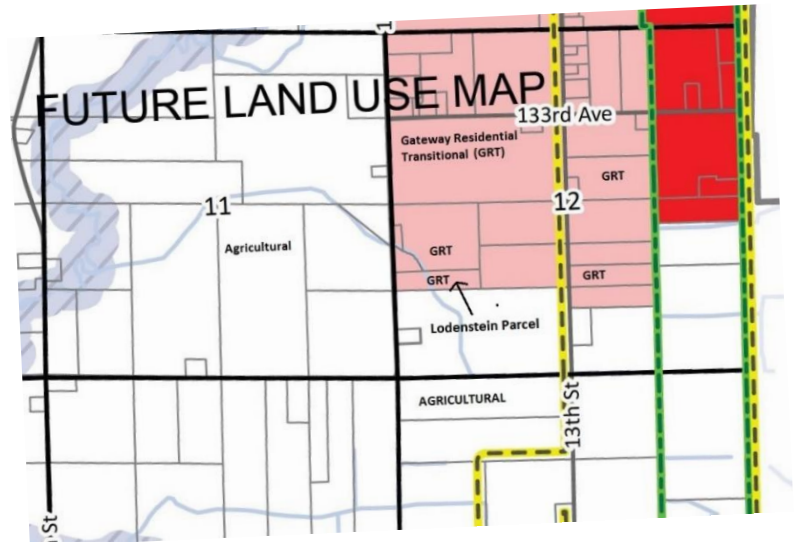 1
FUTURE LAND USE MAP
133rd Ave
Gateway Residential
Transitional (GRT)
GRT
11
12
Agricultural
GRT
GRT
GRT
Lodenstein Parcel
AGRICULTURAL
13th St
St